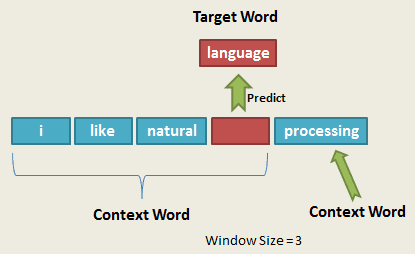 Target Word
language
Predict
i like natural processing
Context Word
Context Word
Window Size = 3